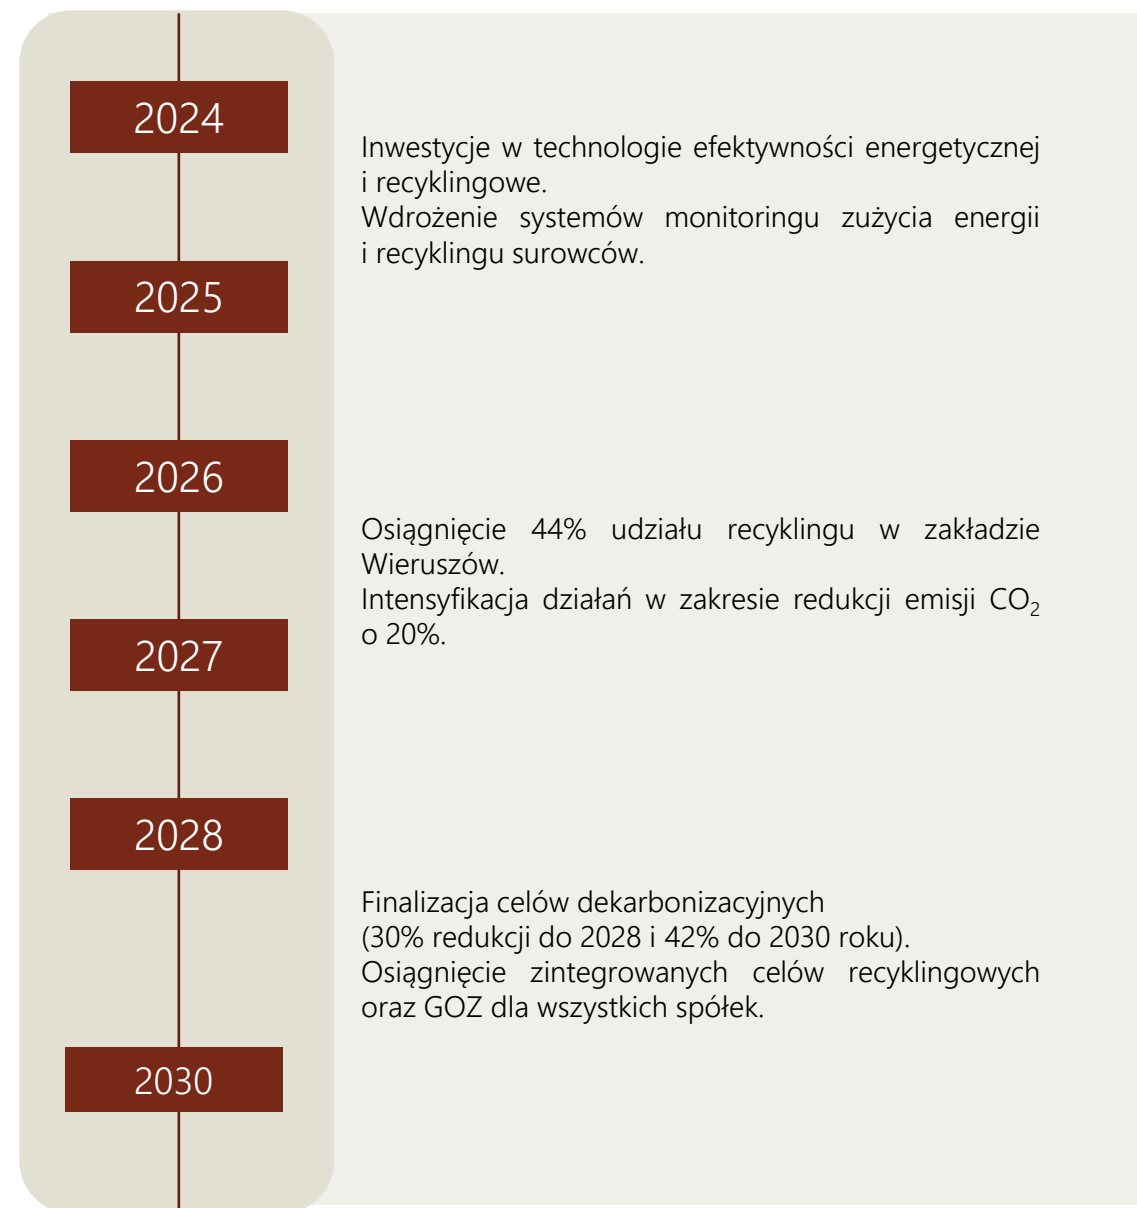 2024
Inwestycje w technologie efektywności energetycznej
i recyklingowe.
Wdrożenie systemów monitoringu zużycia energii
i recyklingu surowców.
2025
2026
Osiągnięcie 44% udziału recyklingu w zakładzie
Wieruszów.
Intensyfikacja działań w zakresie redukcji emisji CO₂
o 20%.
2027
2028
Finalizacja celów dekarbonizacyjnych
(30% redukcji do 2028 i 42% do 2030 roku).
Osiągnięcie zintegrowanych celów recyklingowych
oraz GOZ dla wszystkich spółek.
2030